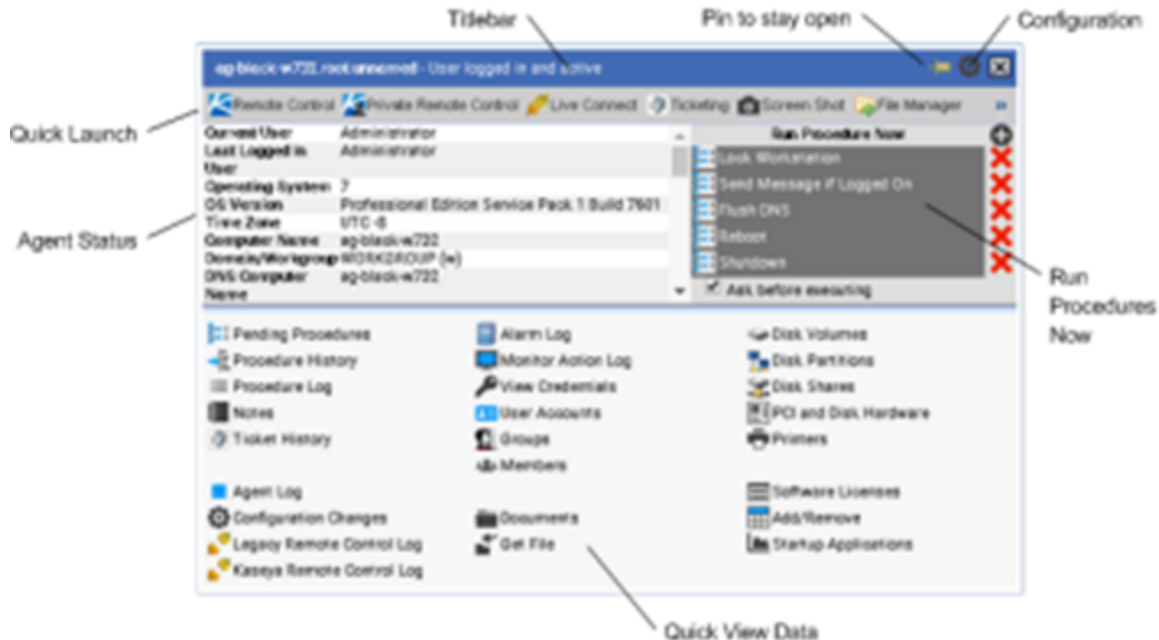 Titlebar
Pin to stay open
Configuration
ag-black-w732.root.unnamed - User logged in and active
Quick Launch
Remote Control Private Remote Control Live Connect Ticketing Screen Shot File Manager »
Current User Administrator
Run Procedure Now
Last Logged in User Administrator
Lock Workstation
Operating System 7
Send Message if Logged On
OS Version Professional Edition Service Pack 1 Build 7601
Flush DNS
Time Zone UTC -8
Agent Status
Computer Name ag-black-w732
Reboot
Domain/Workgroup WORKGROUP (w)
Shutdown
DNS Computer Name ag-black-w732
Ask before executing
Run
Procedures
Now
Pending Procedures Alarm Log Disk Volumes
Procedure History Monitor Action Log Disk Partitions
Procedure Log View Credentials Disk Shares
Notes User Accounts PCI and Disk Hardware
Ticket History Groups Printers
Members
Agent Log Software Licenses
Configuration Changes Documents Add/Remove
Legacy Remote Control Log Get File Startup Applications
Kaseya Remote Control Log
Quick View Data